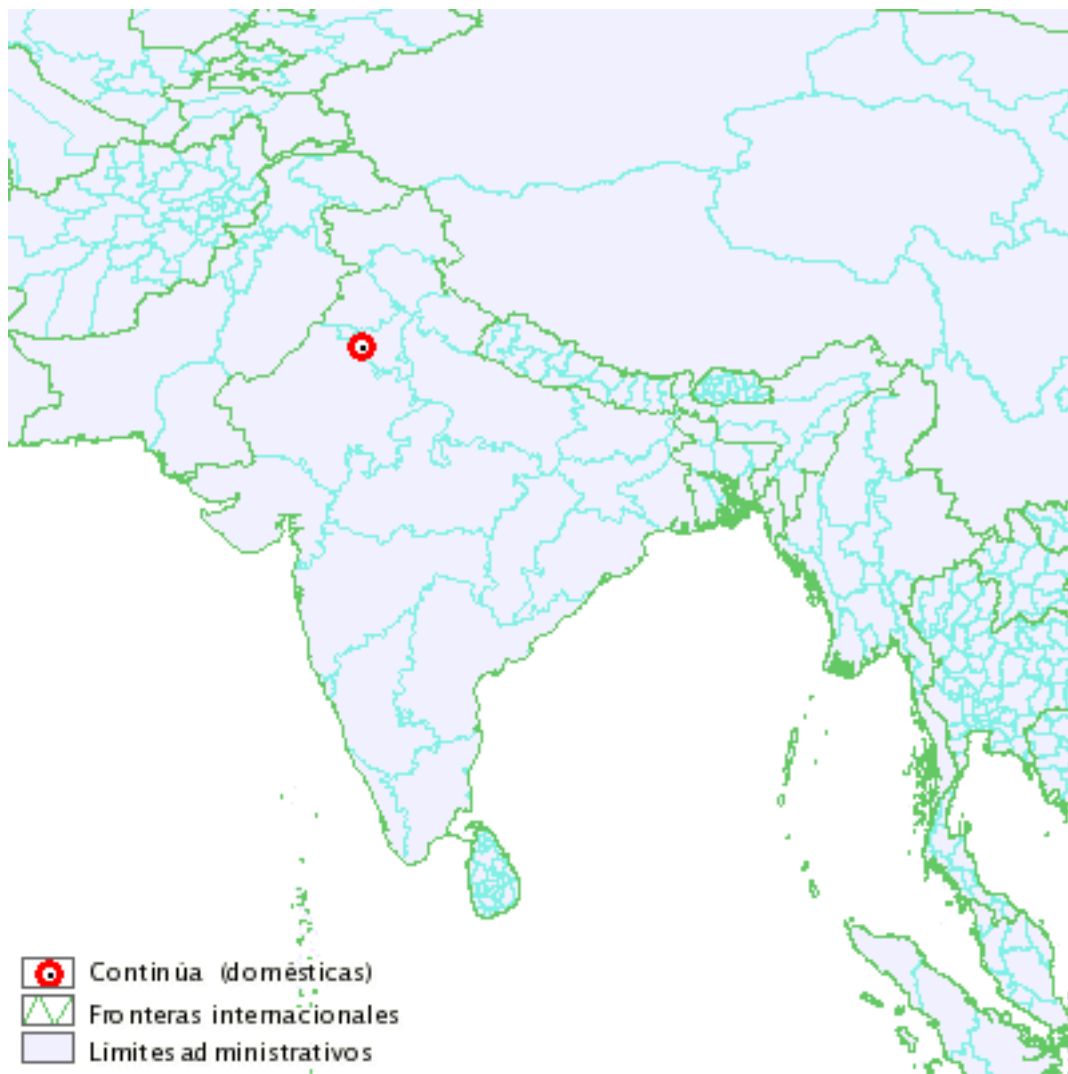 Continúa (domésticas)
Fronteras internacionales
Límites administrativos